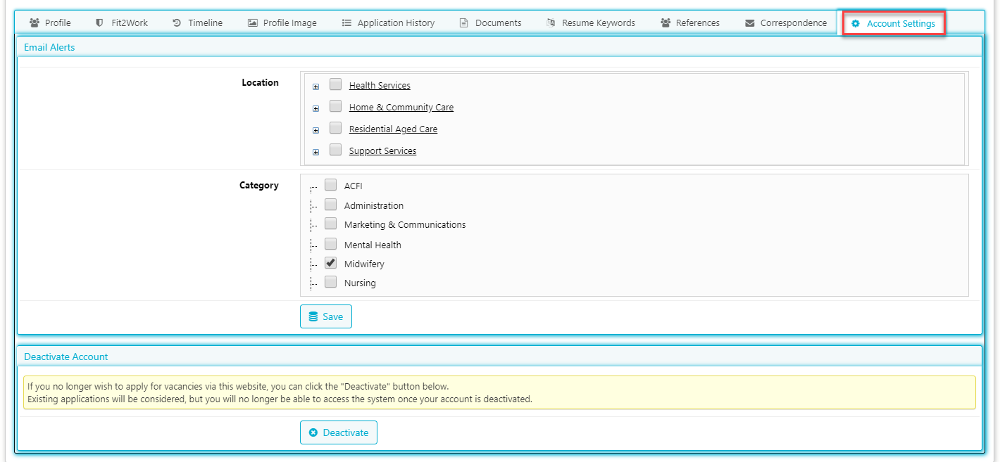 Profile Fit2Work Timeline Profile Image Application History Documents Resume Keywords References Correspondence Account Settings
Email Alerts
Location
Health Services
Home & Community Care
Residential Aged Care
Support Services
Category
ACFI
Administration
Marketing & Communications
Mental Health
Midwifery
Nursing
Save
Deactivate Account
If you no longer wish to apply for vacancies via this website, you can click the "Deactivate" button below.
Existing applications will be considered, but you will no longer be able to access the system once your account is deactivated.
Deactivate